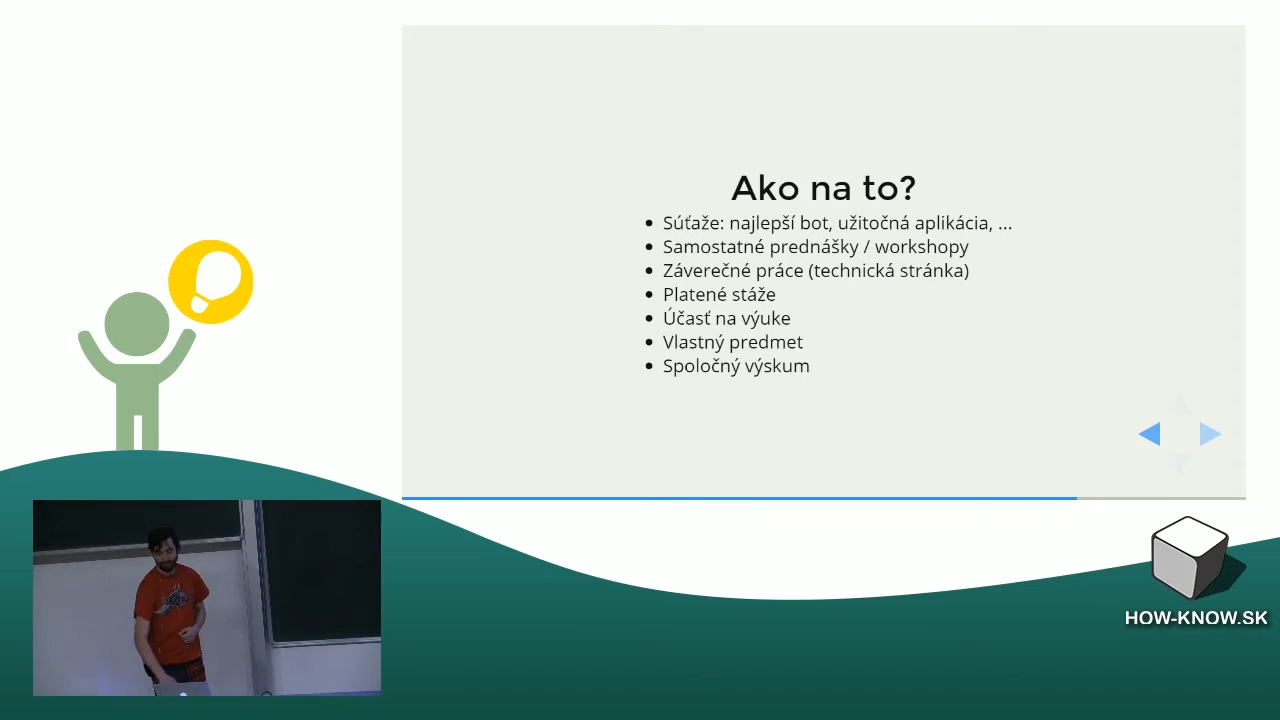 Ako na to?
Súťaže: najlepší bot, užitočná aplikácia, ...
Samostatné prednášky / workshopy
Záverečné práce (technická stránka)
Platené stáže
Účasť na výuke
Vlastný predmet
Spoločný výskum
HOW-KNOW.SK